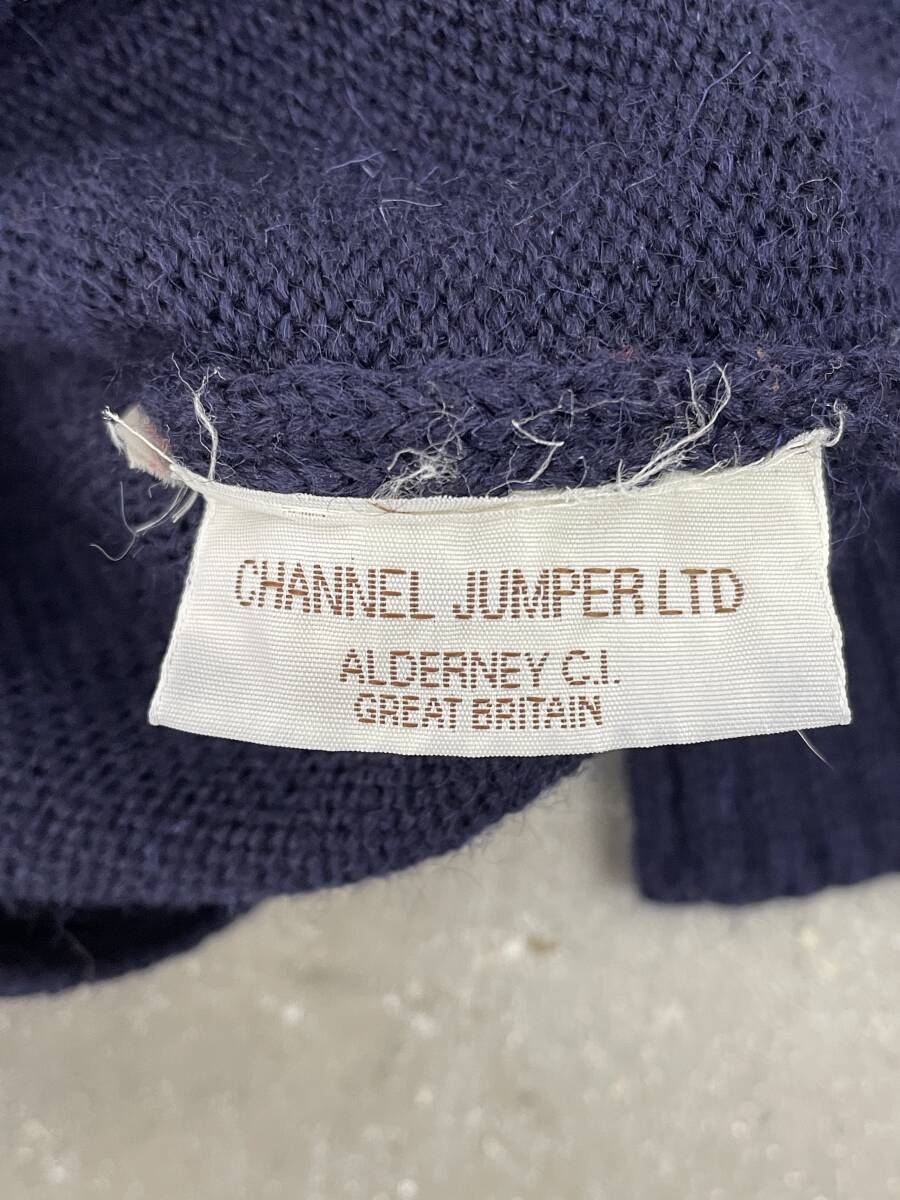 CHANNEL JUMPER LTD
ALDERNEY C.I.
GREAT BRITAIN